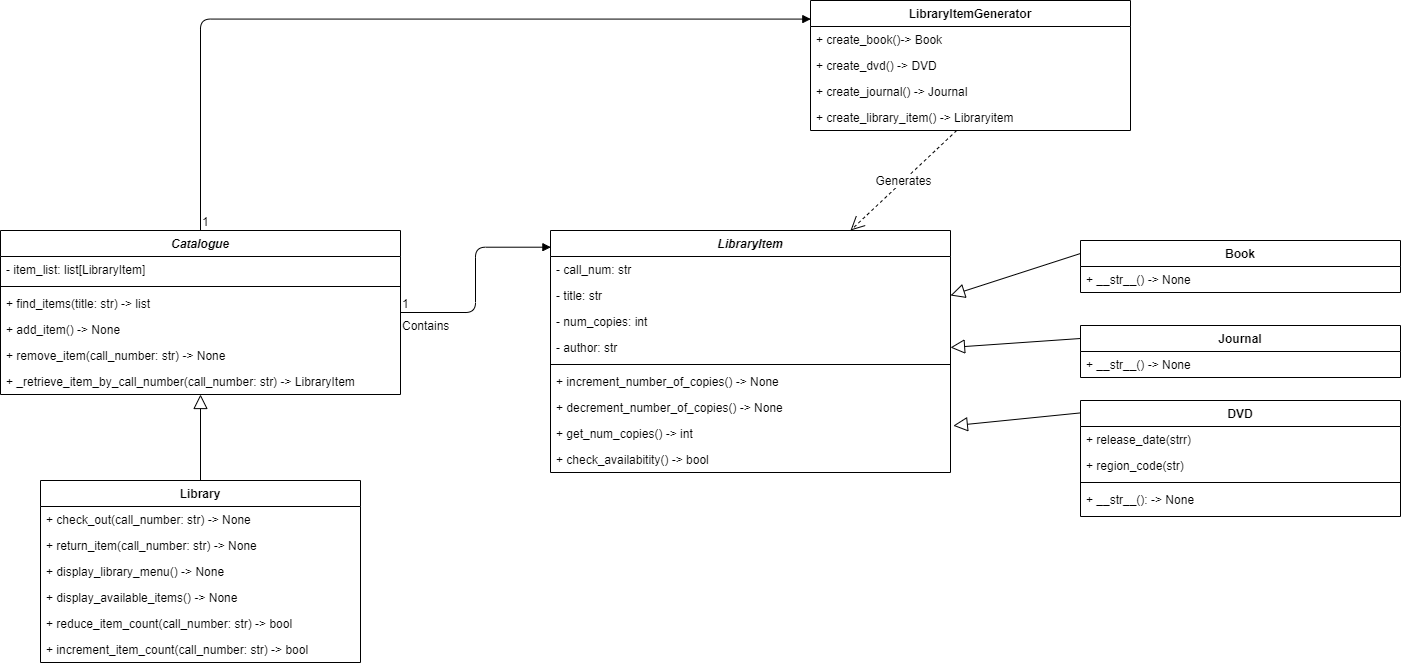 LibraryItemGenerator
+ create_book()-> Book
+ create_dvd() -> DVD
+ create_journal() -> Journal
+ create_library_item() -> Libraryitem
Generates
1
Catalogue
- item_list: list[LibraryItem]
+ find_items(title: str) -> list
+ add_item() -> None
+ remove_item(call_number: str) -> None
+ _retrieve_item_by_call_number(call_number: str) -> LibraryItem
1
Contains
LibraryItem
- call_num: str
- title: str
- num_copies: int
- author: str
+ increment_number_of_copies() -> None
+ decrement_number_of_copies() -> None
+ get_num_copies() -> int
+ check_availabitity() -> bool
Book
+ __str__() -> None
Journal
+ __str__() -> None
DVD
+ release_date(strr)
+ region_code(str)
+ __str__(): -> None
Library
+ check_out(call_number: str) -> None
+ return_item(call_number: str) -> None
+ display_library_menu() -> None
+ display_available_items() -> None
+ reduce_item_count(call_number: str) -> bool
+ increment_item_count(call_number: str) -> bool